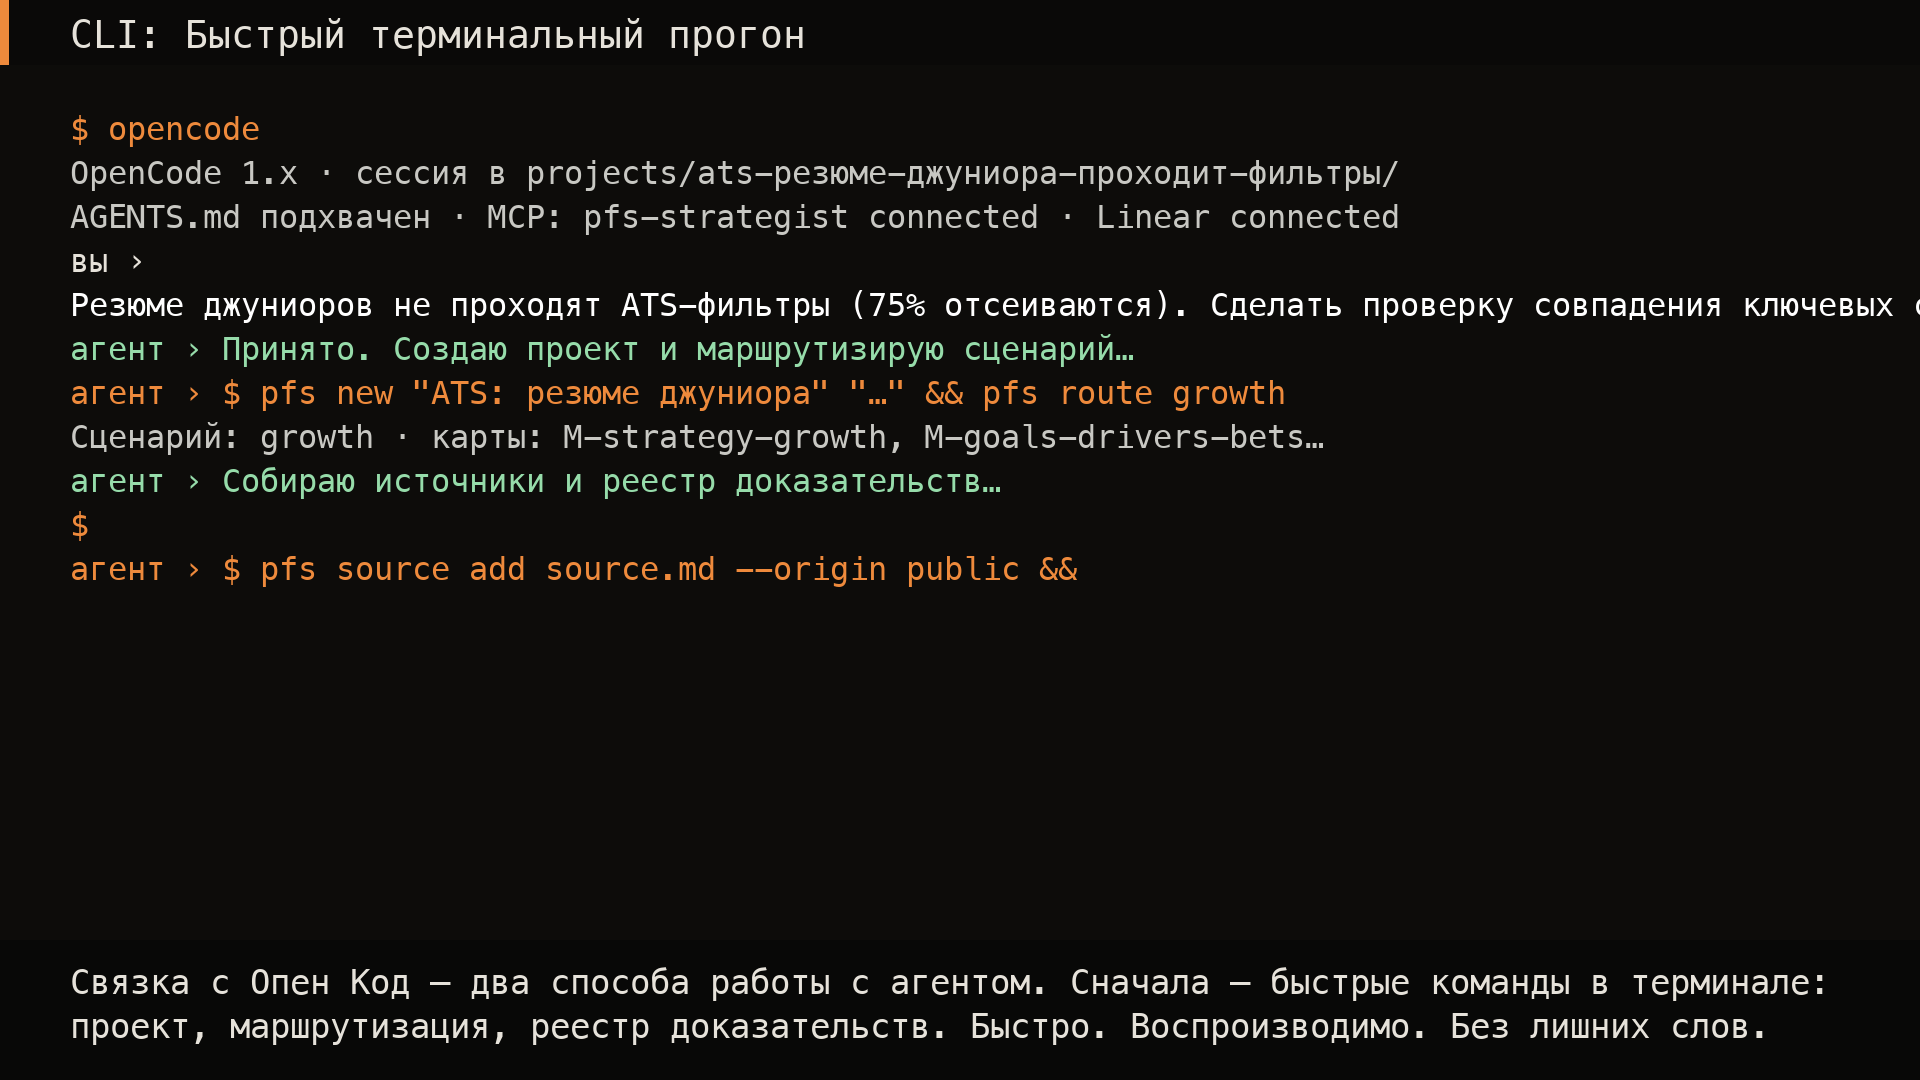 CLI: Быстрый терминальный прогон
$ opencode
OpenCode 1.x · сессия в projects/ats-резюме-джуниора-проходит-фильтры/
AGENTS.md подхвачен · MCP: pfs-strategist connected · Linear connected
вы ›
Резюме джуниоров не проходят ATS-фильтры (75% отсеиваются). Сделать проверку совпадения ключевых
агент › Принято. Создаю проект и маршрутизирую сценарий…
агент › $ pfs new "ATS: резюме джуниора" "…" && pfs route growth
Сценарий: growth · карты: M-strategy-growth, M-goals-drivers-bets…
агент › Собираю источники и реестр доказательств…
$
агент › $ pfs source add source.md --origin public &&
Связка с Опен Код — два способа работы с агентом. Сначала — быстрые команды в терминале:
проект, маршрутизация, реестр доказательств. Быстро. Воспроизводимо. Без лишних слов.